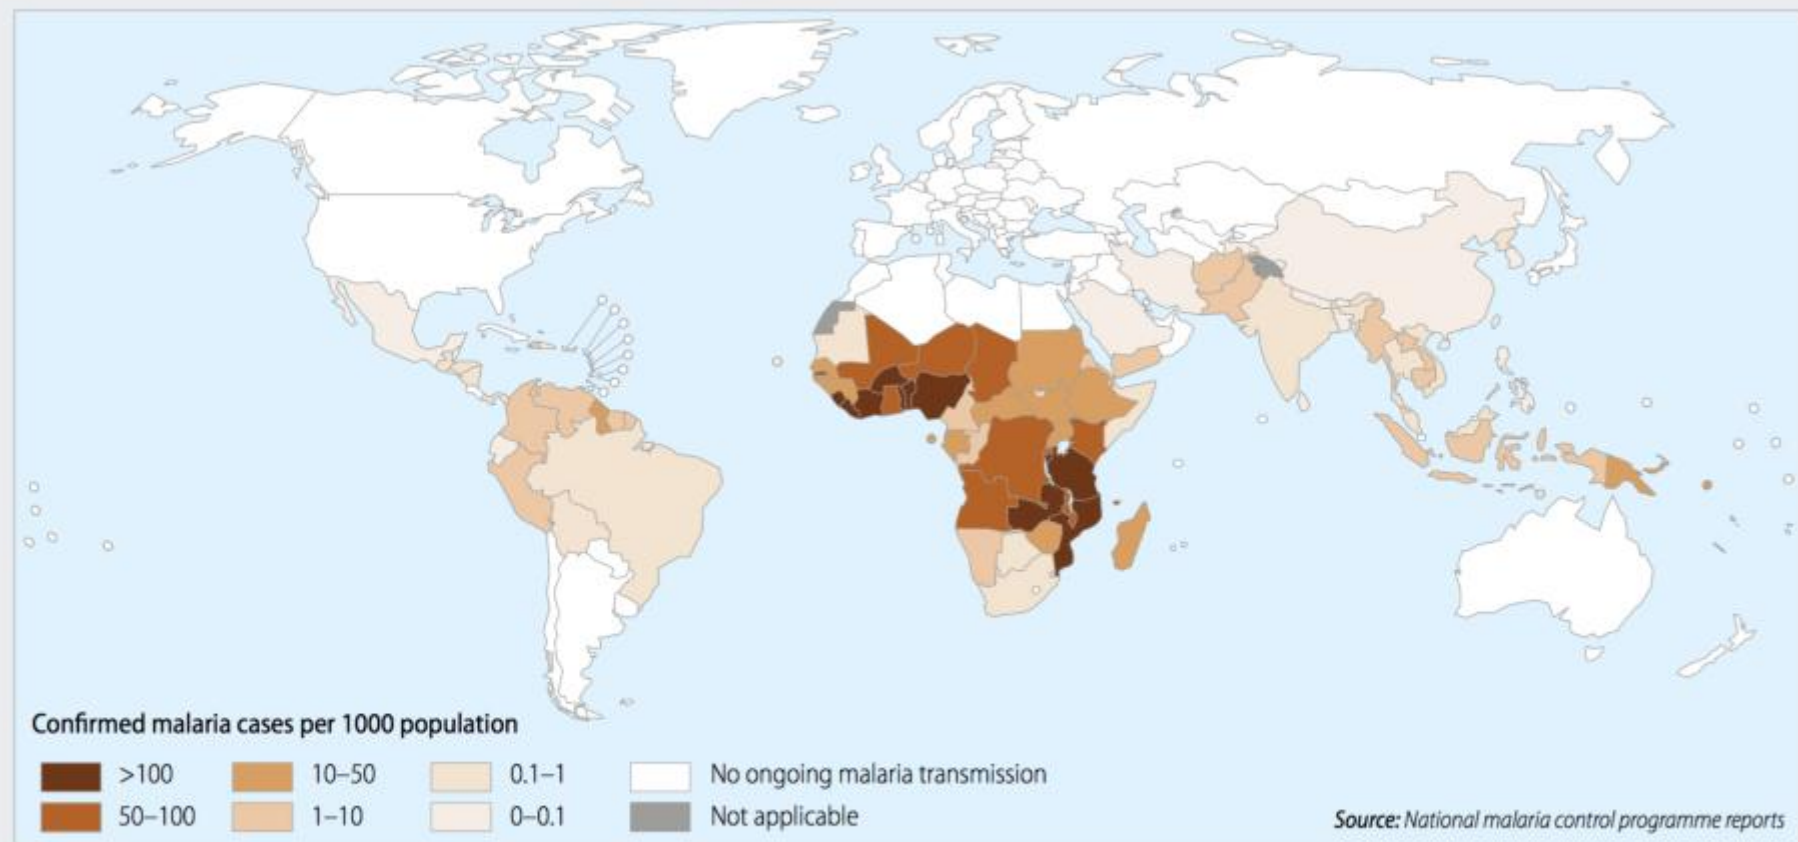 Confirmed malaria cases per 1000 population
>100
10–50
0.1–1
No ongoing malaria transmission
50–100
1–10
0–0.1
Not applicable
Source: National malaria control programme reports